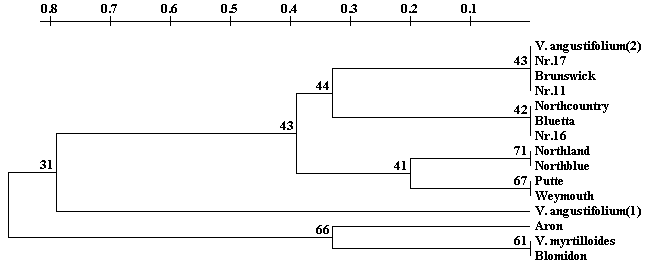 0.8 0.7 0.6 0.5 0.4 0.3 0.2 0.1
V. angustifolium(2)
43 Nr.17
Brunswick
44 Nr.11
Northcountry
42 Bluetta
43 Nr.16
71 Northland
41 Northblue
31
67 Putte
Weymouth
V. angustifolium(1)
66 Aron
61 V. myrtilloides
Blomidon